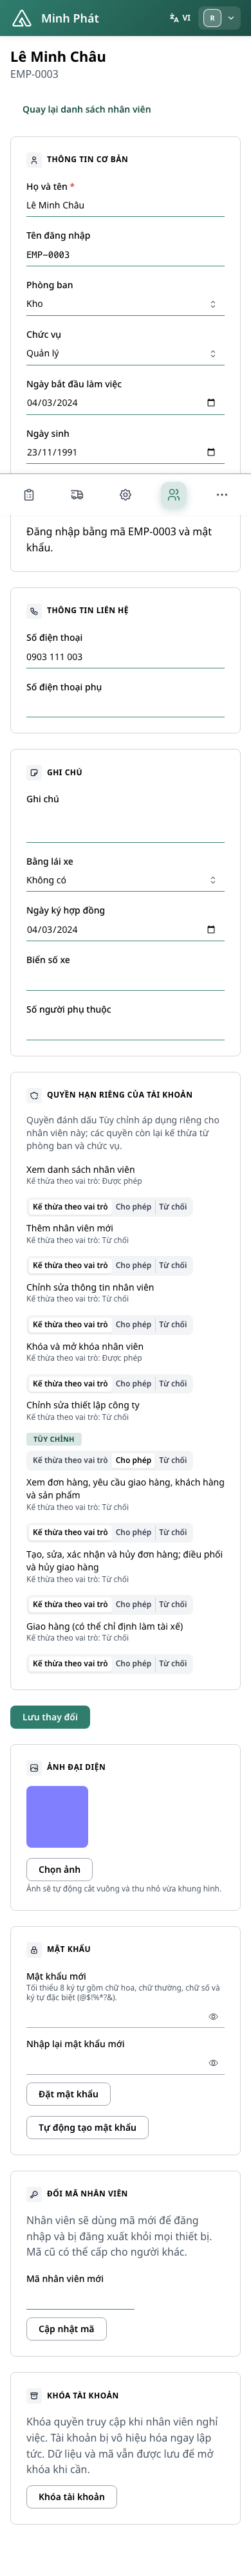 Minh Phát
VI
R
Lê Minh Châu
EMP-0003
Quay lại danh sách nhân viên
THÔNG TIN CƠ BẢN
Họ và tên *
Lê Minh Châu
Tên đăng nhập
EMP-0003
Phòng ban
Kho
Chức vụ
Quản lý
Ngày bắt đầu làm việc
04/03/2024
Ngày sinh
23/11/1991
Đăng nhập bằng mã EMP-0003 và mật
khẩu.
THÔNG TIN LIÊN HỆ
Số điện thoại
0903 111 003
Số điện thoại phụ
GHI CHÚ
Ghi chú
Bằng lái xe
Không có
Ngày ký hợp đồng
04/03/2024
Biển số xe
Số người phụ thuộc
QUYỀN HẠN RIÊNG CỦA TÀI KHOẢN
Quyền đánh dấu Tùy chỉnh áp dụng riêng cho
nhân viên này; các quyền còn lại kế thừa từ
phòng ban và chức vụ.
Xem danh sách nhân viên
Kế thừa theo vai trò: Được phép
Kế thừa theo vai trò Cho phép Từ chối
Thêm nhân viên mới
Kế thừa theo vai trò: Từ chối
Kế thừa theo vai trò Cho phép Từ chối
Chỉnh sửa thông tin nhân viên
Kế thừa theo vai trò: Từ chối
Kế thừa theo vai trò Cho phép Từ chối
Khóa và mở khóa nhân viên
Kế thừa theo vai trò: Được phép
Kế thừa theo vai trò Cho phép Từ chối
Chỉnh sửa thiết lập công ty
Kế thừa theo vai trò: Từ chối
TÙY CHỈNH
Kế thừa theo vai trò Cho phép Từ chối
Xem đơn hàng, yêu cầu giao hàng, khách hàng
và sản phẩm
Kế thừa theo vai trò: Từ chối
Kế thừa theo vai trò Cho phép Từ chối
Tạo, sửa, xác nhận và hủy đơn hàng; điều phối
và hủy giao hàng
Kế thừa theo vai trò: Từ chối
Kế thừa theo vai trò Cho phép Từ chối
Giao hàng (có thể chỉ định làm tài xế)
Kế thừa theo vai trò: Từ chối
Kế thừa theo vai trò Cho phép Từ chối
Lưu thay đổi
ẢNH ĐẠI DIỆN
Chọn ảnh
Ảnh sẽ tự động cắt vuông và thu nhỏ vừa khung hình.
MẬT KHẨU
Mật khẩu mới
Tối thiểu 8 ký tự gồm chữ hoa, chữ thường, chữ số và
ký tự đặc biệt (@$!%*?&).
Nhập lại mật khẩu mới
Đặt mật khẩu
Tự động tạo mật khẩu
ĐỔI MÃ NHÂN VIÊN
Nhân viên sẽ dùng mã mới để đăng
nhập và bị đăng xuất khỏi mọi thiết bị.
Mã cũ có thể cấp cho người khác.
Mã nhân viên mới
Cập nhật mã
KHÓA TÀI KHOẢN
Khóa quyền truy cập khi nhân viên nghỉ
việc. Tài khoản bị vô hiệu hóa ngay lập
tức. Dữ liệu và mã vẫn được lưu để mở
khóa khi cần.
Khóa tài khoản